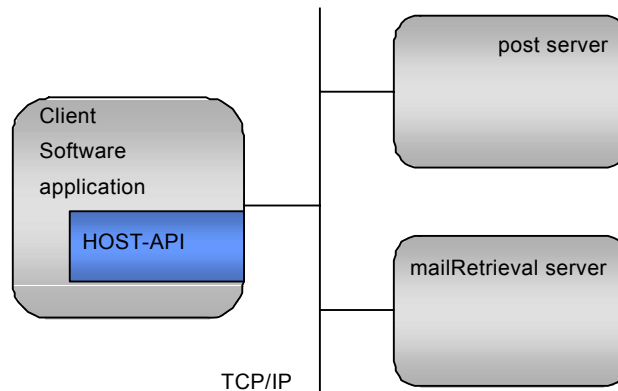 post server
Client
Software
application
HOST-API
mailRetrieval server
TCP/IP